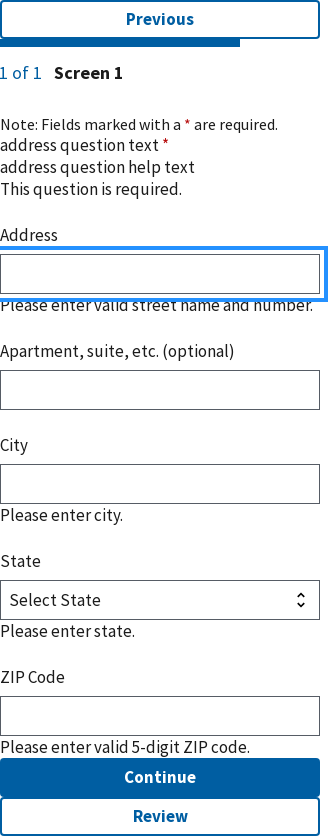 Previous
1 of 1 Screen 1
Note: Fields marked with a * are required.
address question text *
address question help text
This question is required.
Address
Please enter valid street name and number.
Apartment, suite, etc. (optional)
City
Please enter city.
State
Select State
Please enter state.
ZIP Code
Please enter valid 5-digit ZIP code.
Continue
Review